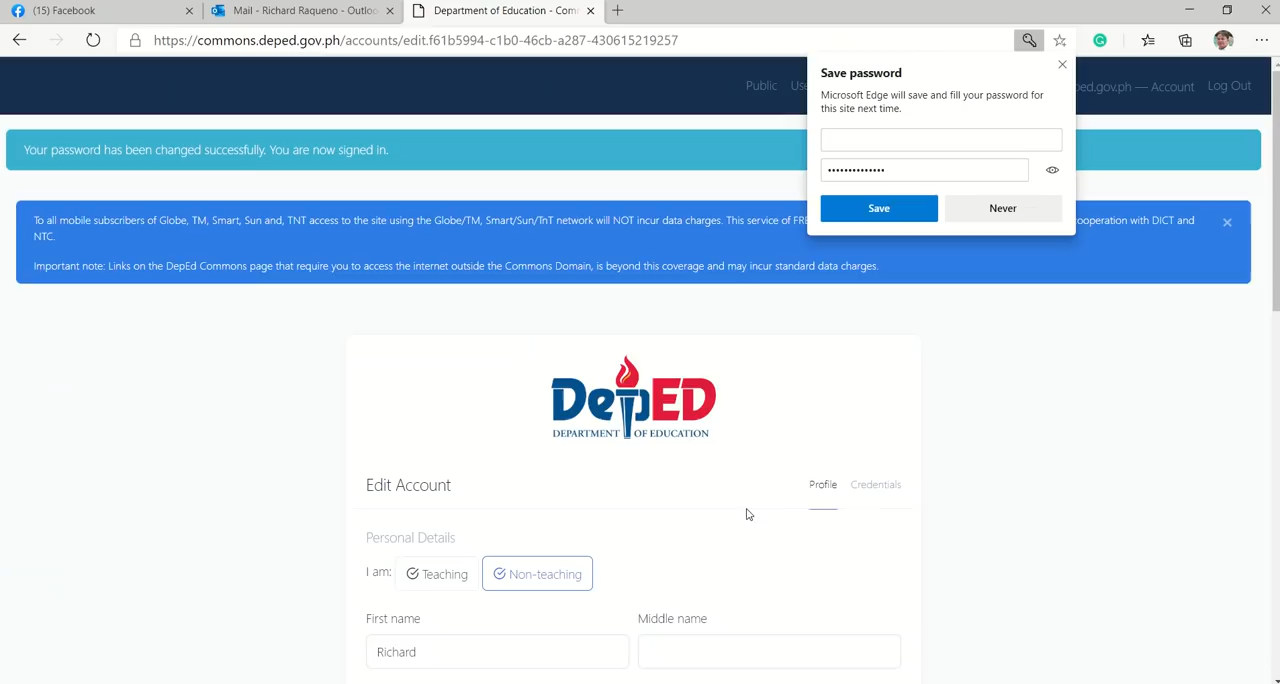 (15) Facebook
Mail - Richard Raqueno - Outlo
Department of Education - Com
https://commons.deped.gov.ph/accounts/edit.f61b5994-c1b0-46cb-a287-430615219257
Public
Log Out
ped.gov.ph — Account
Save password
Microsoft Edge will save and fill your password for
this site next time.
••••••••••••••
Save
Never
Your password has been changed successfully. You are now signed in.
To all mobile subscribers of Globe, TM, Smart, Sun and, TNT access to the site using the Globe/TM, Smart/Sun/TnT network will NOT incur data charges. This service of FRE
ooperation with DICT and
NTC.
Important note: Links on the DepEd Commons page that require you to access the internet outside the Commons Domain, is beyond this coverage and may incur standard data charges.
DepED
DEPARTMENT OF EDUCATION
Edit Account
Profile
Credentials
Personal Details
I am:
Teaching
Non-teaching
First name
Middle name
Richard